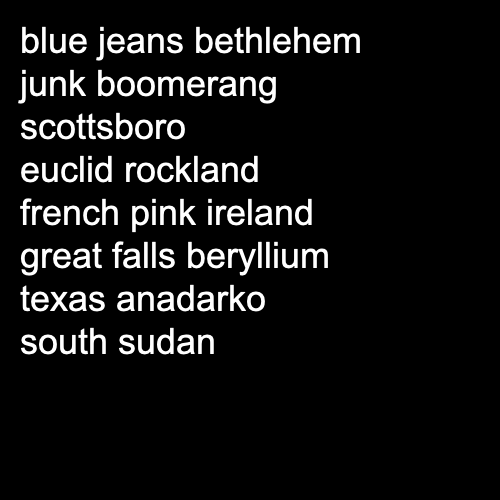 blue jeans bethlehem
junk boomerang
scottsboro
euclid rockland
french pink ireland
great falls beryllium
texas anadarko
south sudan